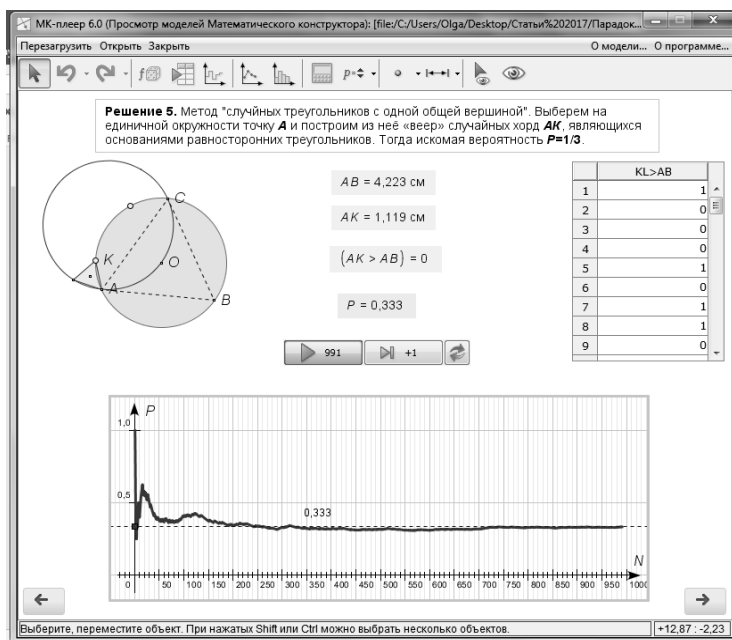 МК-плеер 6.0 (Просмотр моделей Математического конструктора): [file:/C:/Users/Olga/Desktop/Статьи%202017/Парадок...
Перезагрузить Открыть Закрыть О модели... О программе...
Решение 5. Метод "случйных треугольников с одной общей вершиной". Выберем на
единичной окружности точку A и построим из неё «веер» случайных хорд AK, являющихся
основаниями равносторонних треугольников. Тогда искомая вероятность P=1/3.
C
K
O
A
B
AB = 4,223 см
AK = 1,119 см
(AK > AB) = 0
P = 0,333
991
+1
KL>AB
1 1
2 0
3 0
4 0
5 1
6 0
7 1
8 1
9 0
P
1,0
0,5
0,333
N
0 50 100 150 200 250 300 350 400 450 500 550 600 650 700 750 800 850 900 950 1000
Выберите, переместите объект. При нажатых Shift или Ctrl можно выбрать несколько объектов. +12,87 : -2,23